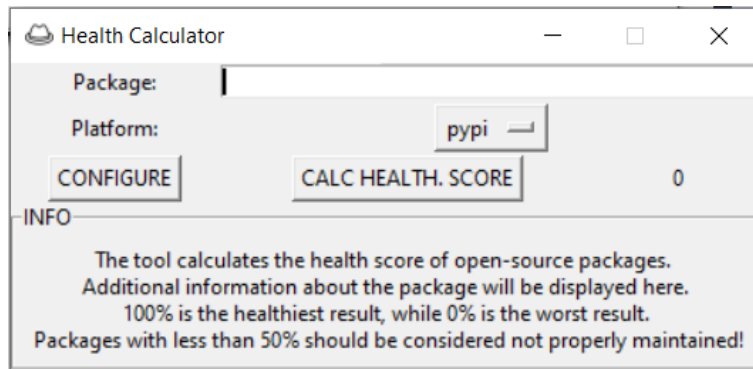 Health Calculator
Package:
Platform: pypi
CONFIGURE CALC HEALTH. SCORE 0
INFO
The tool calculates the health score of open-source packages.
Additional information about the package will be displayed here.
100% is the healthiest result, while 0% is the worst result.
Packages with less than 50% should be considered not properly maintained!